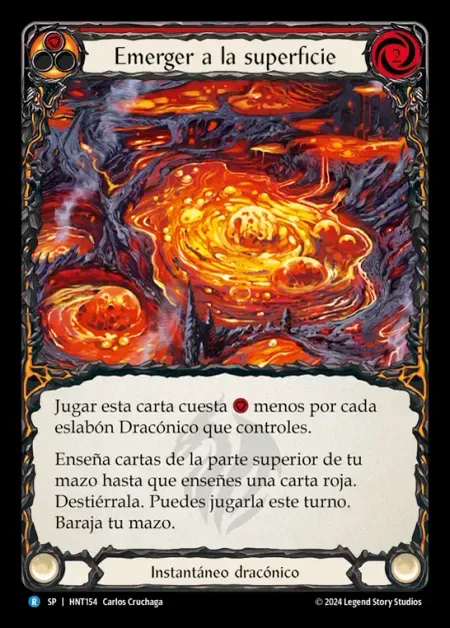 Emerger a la superficie
2
Jugar esta carta cuesta menos por cada
eslabón Dracónico que controles.
Enseña cartas de la parte superior de tu
mazo hasta que enseñes una carta roja.
Destiérrala. Puedes jugarla este turno.
Baraja tu mazo.
Instantáneo dracónico
R SP | HNT154 Carlos Cruchaga
© 2024 Legend Story Studios